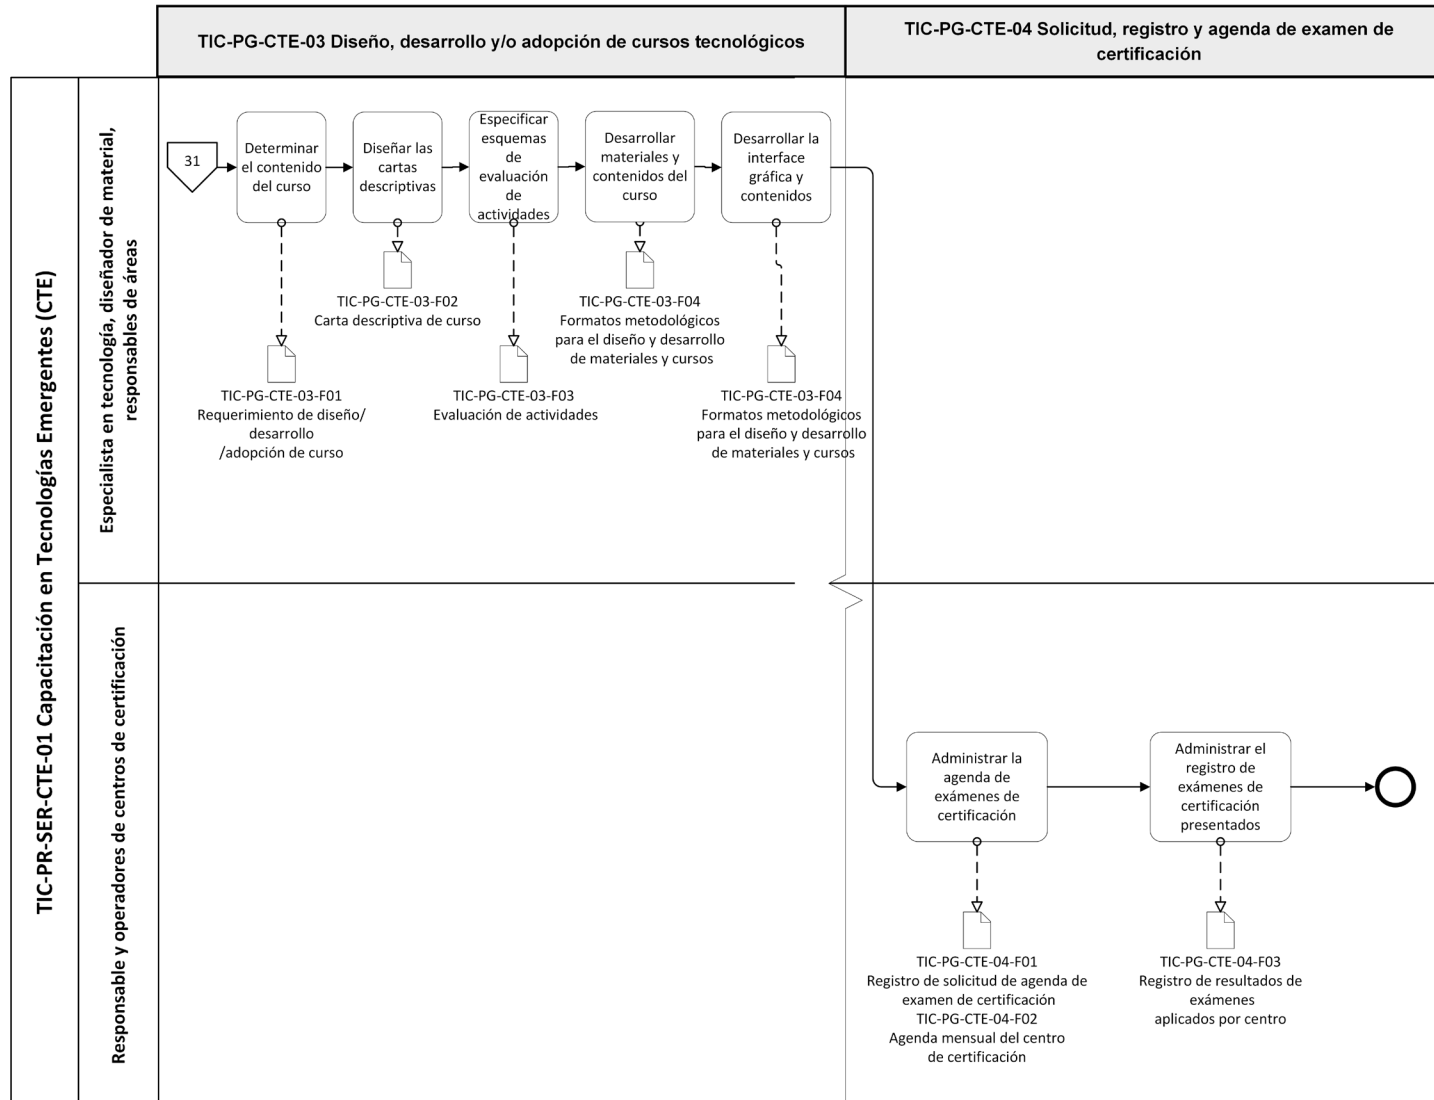 TIC-PG-CTE-03 Diseño, desarrollo y/o adopción de cursos tecnológicos
TIC-PG-CTE-04 Solicitud, registro y agenda de examen de
certificación
TIC-PR-SER-CTE-01 Capacitación en Tecnologías Emergentes (CTE)
Especialista en tecnología, diseñador de material,
responsables de áreas
31
Determinar
el contenido
del curso
Diseñar las
cartas
descriptivas
Especificar
esquemas
de
evaluación
de
actividades
Desarrollar
materiales y
contenidos del
curso
Desarrollar la
interface
gráfica y
contenidos
TIC-PG-CTE-03-F01
Requerimiento de diseño/
desarrollo
/adopción de curso
TIC-PG-CTE-03-F02
Carta descriptiva de curso
TIC-PG-CTE-03-F03
Evaluación de actividades
TIC-PG-CTE-03-F04
Formatos metodológicos
para el diseño y desarrollo
de materiales y cursos
TIC-PG-CTE-03-F04
Formatos metodológicos
para el diseño y desarrollo
de materiales y cursos
Responsable y operadores de centros de certificación
Administrar la
agenda de
exámenes de
certificación
Administrar el
registro de
exámenes de
certificación
presentados
TIC-PG-CTE-04-F01
Registro de solicitud de agenda de
examen de certificación
TIC-PG-CTE-04-F02
Agenda mensual del centro
de certificación
TIC-PG-CTE-04-F03
Registro de resultados de
exámenes
aplicados por centro